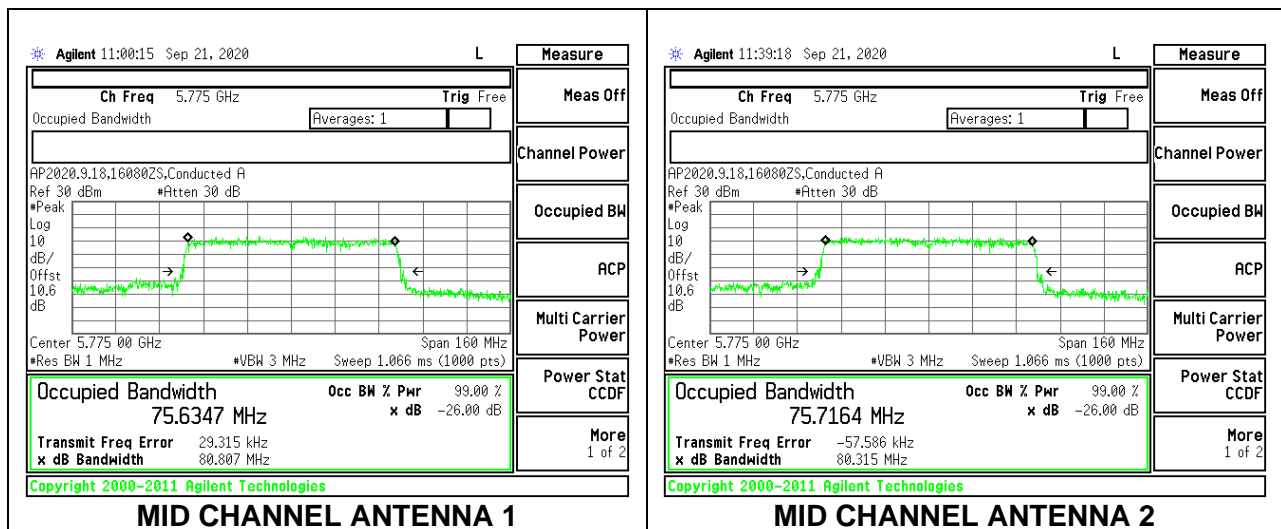 Agilent 11:00:15 Sep 21, 2020 L Measure
Ch Freq 5.775 GHz Trig Free Meas Off
Occupied Bandwidth Averages: 1
Channel Power
AP2020.9.18,16080ZS,Conducted A
Ref 30 dBm #Atten 30 dB
#Peak
Log
10
dB/
Offst
10.6
dB
Occupied BW
ACP
Multi Carrier
Power
Center 5.775 00 GHz Span 160 MHz
#Res BW 1 MHz #VBW 3 MHz Sweep 1.066 ms (1000 pts)
Power Stat
CCDF
Occupied Bandwidth Occ BW % Pwr 99.00 %
75.6347 MHz x dB -26.00 dB
Transmit Freq Error 29.315 kHz
x dB Bandwidth 80.807 MHz
More
1 of 2
Copyright 2000-2011 Agilent Technologies
MID CHANNEL ANTENNA 1
Agilent 11:39:18 Sep 21, 2020 L Measure
Ch Freq 5.775 GHz Trig Free Meas Off
Occupied Bandwidth Averages: 1
Channel Power
AP2020.9.18,16080ZS,Conducted A
Ref 30 dBm #Atten 30 dB
#Peak
Log
10
dB/
Offst
10.6
dB
Occupied BW
ACP
Multi Carrier
Power
Center 5.775 00 GHz Span 160 MHz
#Res BW 1 MHz #VBW 3 MHz Sweep 1.066 ms (1000 pts)
Power Stat
CCDF
Occupied Bandwidth Occ BW % Pwr 99.00 %
75.7164 MHz x dB -26.00 dB
Transmit Freq Error -57.586 kHz
x dB Bandwidth 80.315 MHz
More
1 of 2
Copyright 2000-2011 Agilent Technologies
MID CHANNEL ANTENNA 2